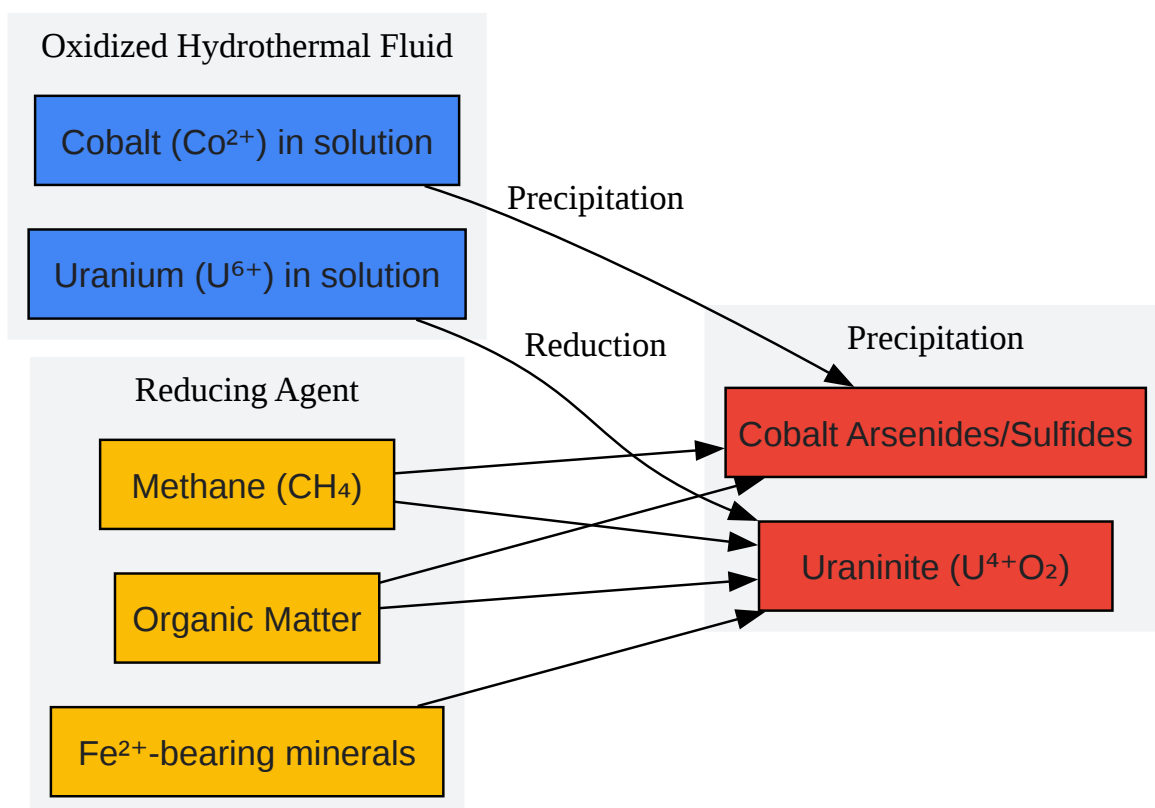 Oxidized Hydrothermal Fluid
Cobalt (Co²⁺) in solution
Uranium (U⁶⁺) in solution
Precipitation
Reduction
Reducing Agent
Methane (CH₄)
Organic Matter
Fe²⁺-bearing minerals
Precipitation
Cobalt Arsenides/Sulfides
Uraninite (U⁴⁺O₂)